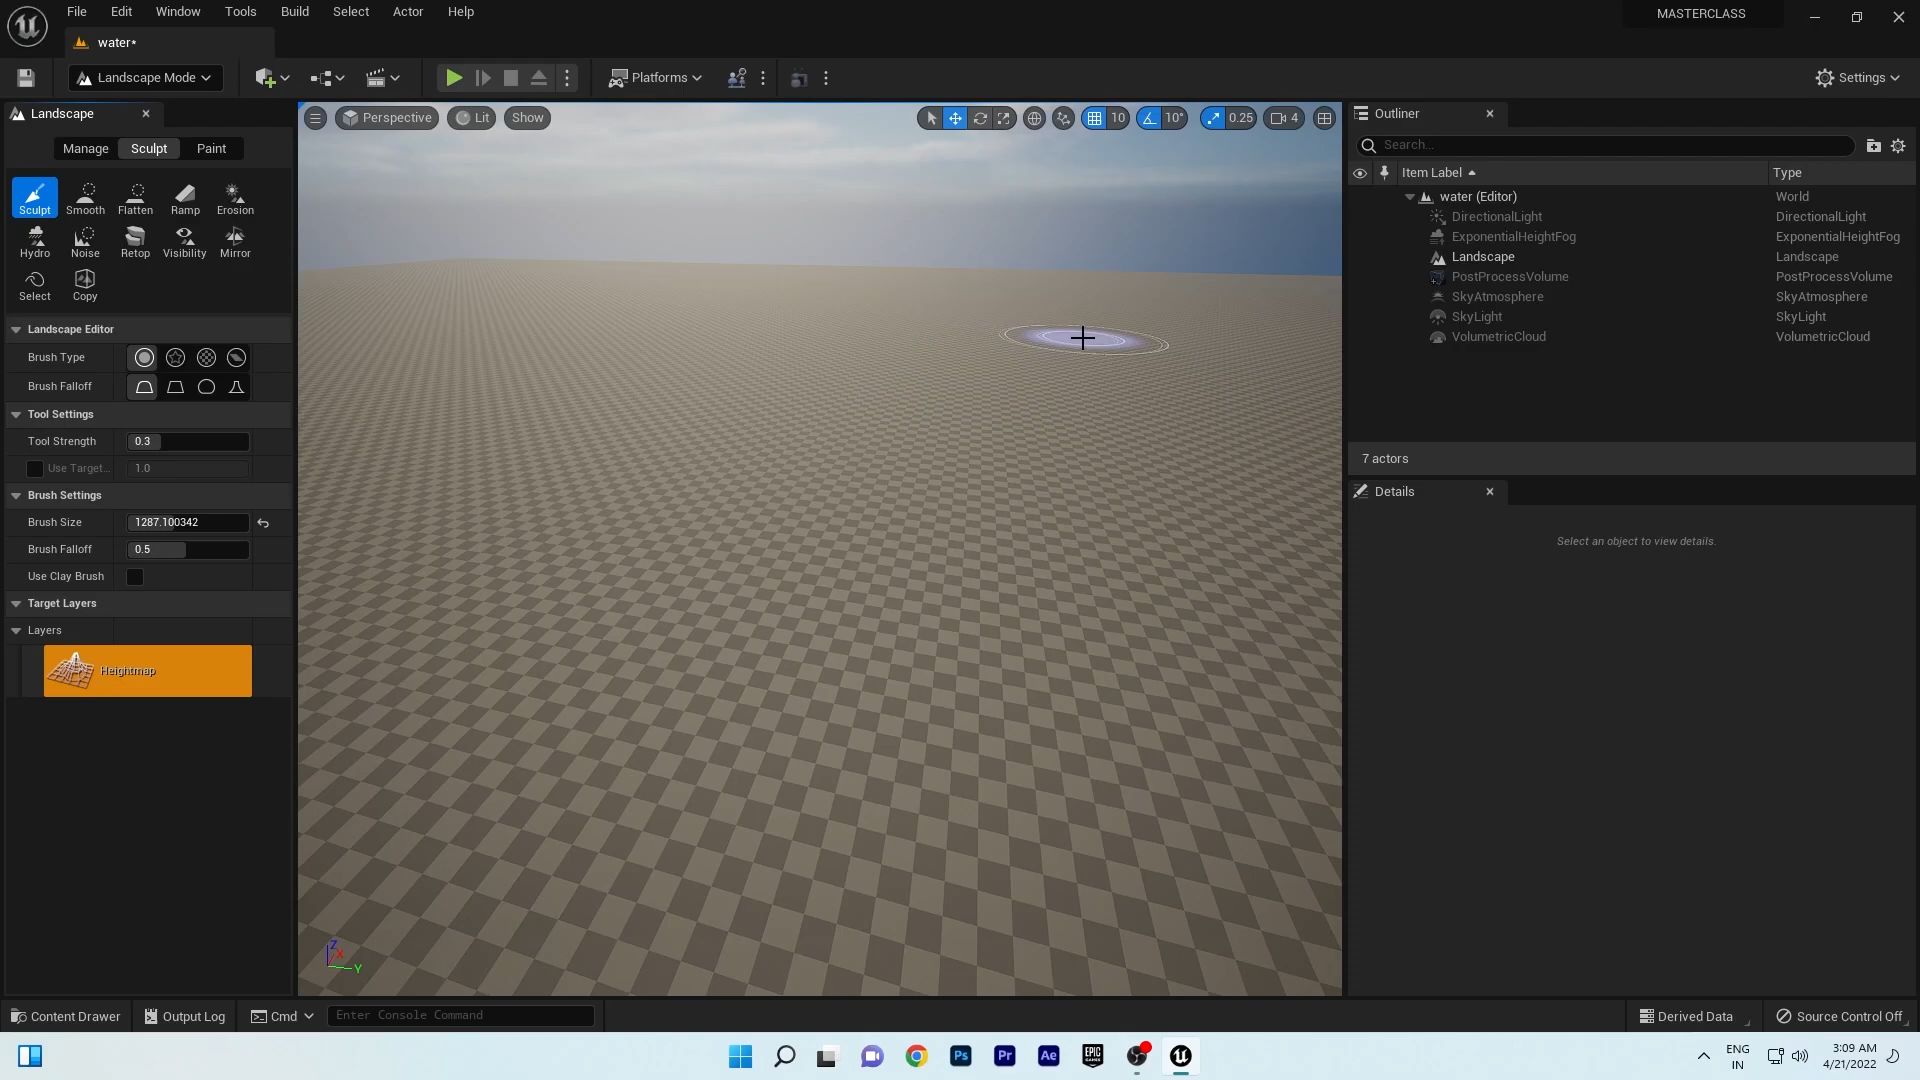 File Edit Window Tools Build Select Actor Help
MASTERCLASS
water*
Landscape Mode
Platforms
Settings
Landscape
Manage Sculpt Paint
Sculpt Smooth Flatten Ramp Erosion
Hydro Noise Retop Visibility Mirror
Select Copy
Landscape Editor
Brush Type
Brush Falloff
Tool Settings
Tool Strength 0.3
Use Target... 1.0
Brush Settings
Brush Size 1287.100342
Brush Falloff 0.5
Use Clay Brush
Target Layers
Layers
Heightmap
Perspective Lit Show
10 10° 0.25 4
Z
X
Y
Outliner
Search...
Item Label Type
water (Editor) World
DirectionalLight DirectionalLight
ExponentialHeightFog ExponentialHeightFog
Landscape Landscape
PostProcessVolume PostProcessVolume
SkyAtmosphere SkyAtmosphere
SkyLight SkyLight
VolumetricCloud VolumetricCloud
7 actors
Details
Select an object to view details.
Content Drawer Output Log Cmd Enter Console Command
Derived Data Source Control Off
Ps Pr Ae EPIC GAMES
ENG
IN
3:09 AM
4/21/2022